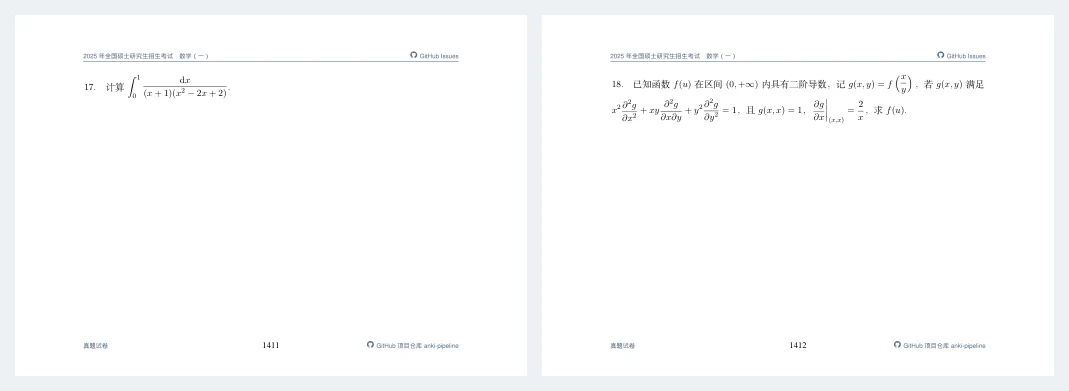 2025 年全国硕士研究生招生考试 数学（一） GitHub Issues
17. 计算 ∫_0^1 dx / ((x + 1)(x² − 2x + 2)).
真题试卷 1411 GitHub 项目仓库 anki-pipeline
2025 年全国硕士研究生招生考试 数学（一） GitHub Issues
18. 已知函数 f(u) 在区间 (0, +∞) 内具有二阶导数，记 g(x, y) = f(x/y)，若 g(x, y) 满足
x² ∂²g/∂x² + xy ∂²g/∂x∂y + y² ∂²g/∂y² = 1，且 g(x, x) = 1，∂g/∂x|_(x,x) = 2/x，求 f(u).
真题试卷 1412 GitHub 项目仓库 anki-pipeline